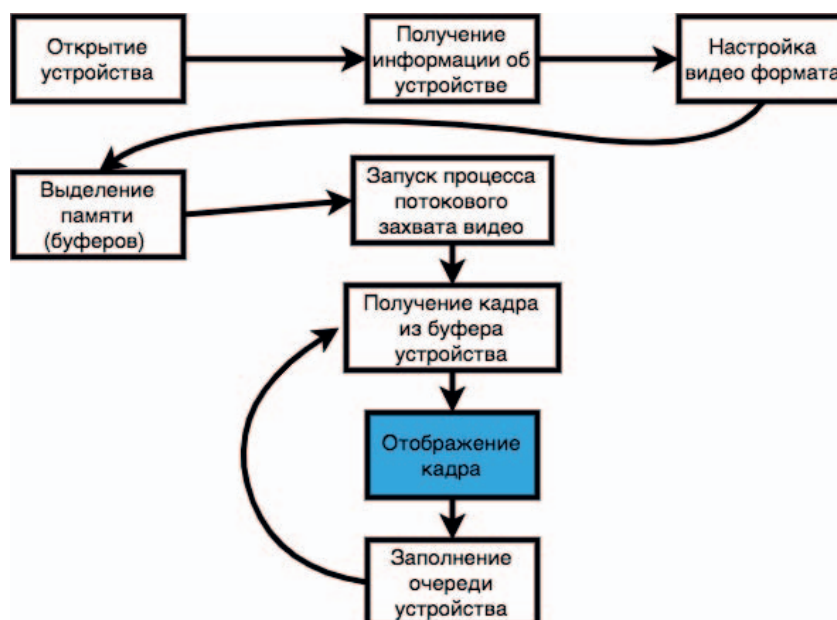 Открытие
устройства
Получение
информации об
устройстве
Настройка
видео формата
Выделение
памяти
(буферов)
Запуск процесса
потокового
захвата видео
Получение кадра
из буфера
устройства
Отображение
кадра
Заполнение
очереди
устройства